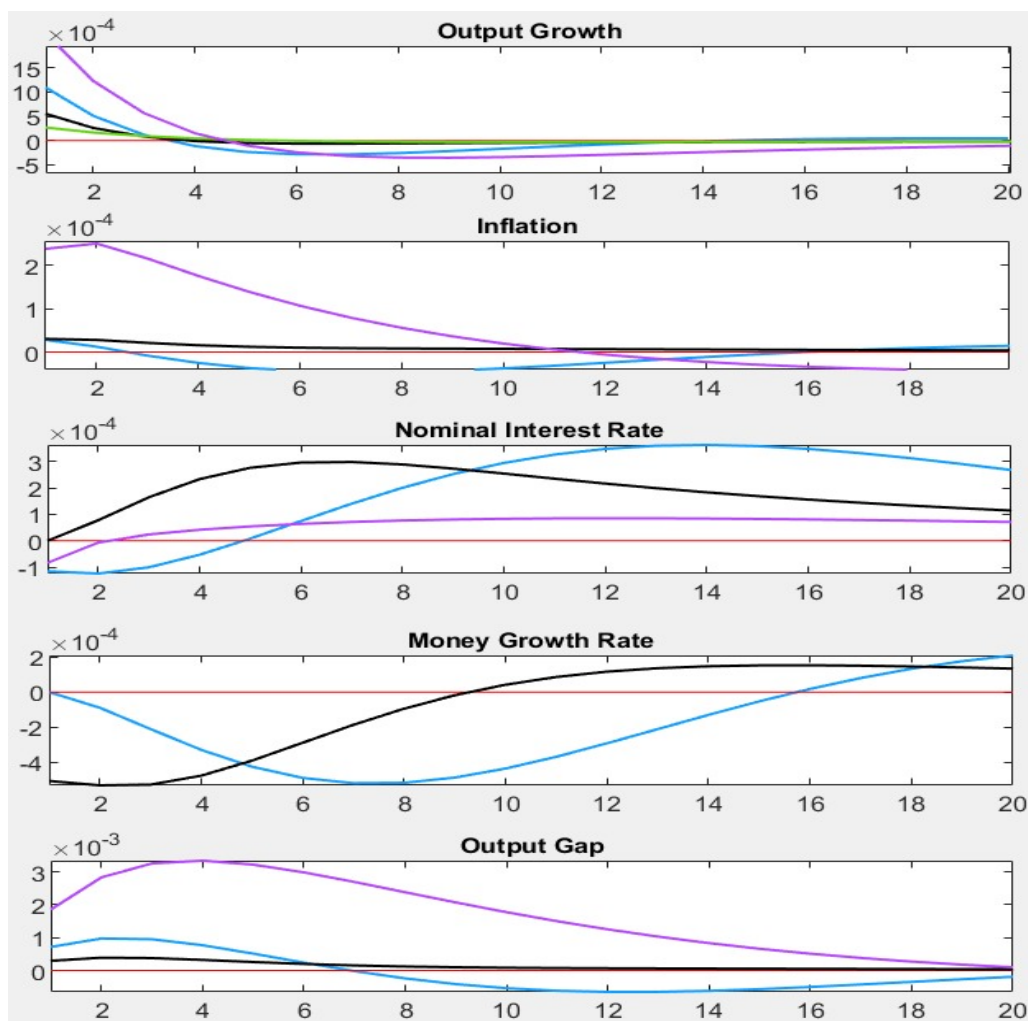 ×10⁻⁴
Output Growth
15
10
5
0
-5
2 4 6 8 10 12 14 16 18 20
×10⁻⁴
Inflation
2
1
0
2 4 6 8 10 12 14 16 18
×10⁻⁴
Nominal Interest Rate
3
2
1
0
-1
2 4 6 8 10 12 14 16 18 20
×10⁻⁴
Money Growth Rate
2
0
-2
-4
2 4 6 8 10 12 14 16 18 20
×10⁻³
Output Gap
3
2
1
0
2 4 6 8 10 12 14 16 18 20